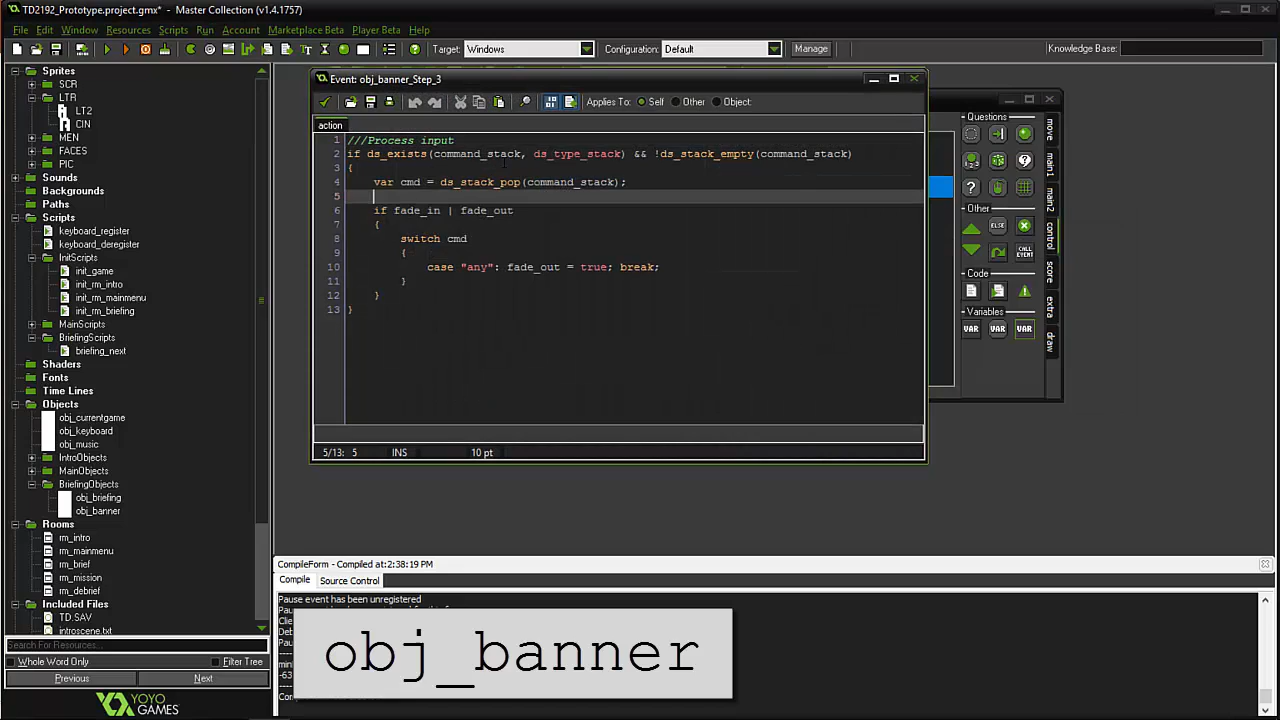 TD2192_Prototype.project.gmx* - Master Collection (v1.4.1757)
File Edit Window Resources Scripts Run Account Marketplace Beta Player Beta Help
Target: Windows Configuration: Default Manage Knowledge Base:
Sprites
SCR
LTR
LT2
CIN
MEN
FACES
PIC
Sounds
Backgrounds
Paths
Scripts
keyboard_register
keyboard_deregister
InitScripts
init_game
init_rm_intro
init_rm_mainmenu
init_rm_briefing
MainScripts
BriefingScripts
briefing_next
Shaders
Fonts
Time Lines
Objects
obj_currentgame
obj_keyboard
obj_music
IntroObjects
MainObjects
BriefingObjects
obj_briefing
obj_banner
Rooms
rm_intro
rm_mainmenu
rm_brief
rm_mission
rm_debrief
Included Files
TD.SAV
introscene.txt
Search For Resources...
Whole Word Only Filter Tree
Previous Next
YOYO
GAMES
Event: obj_banner_Step_3
Applies To: Self Other Object:
action
1 ///Process input
2 if ds_exists(command_stack, ds_type_stack) && !ds_stack_empty(command_stack)
3 {
4 var cmd = ds_stack_pop(command_stack);
5
6 if fade_in | fade_out
7 {
8 switch cmd
9 {
10 case "any": fade_out = true; break;
11 }
12 }
13 }
5/13: 5 INS 10 pt
Questions
Other
ELSE
CALL EVENT
Code
Variables
VAR VAR VAR
move
main1
main2
control
score
extra
draw
CompileForm - Compiled at:2:38:19 PM
Compile Source Control
Pause event has been unregistered
obj_banner